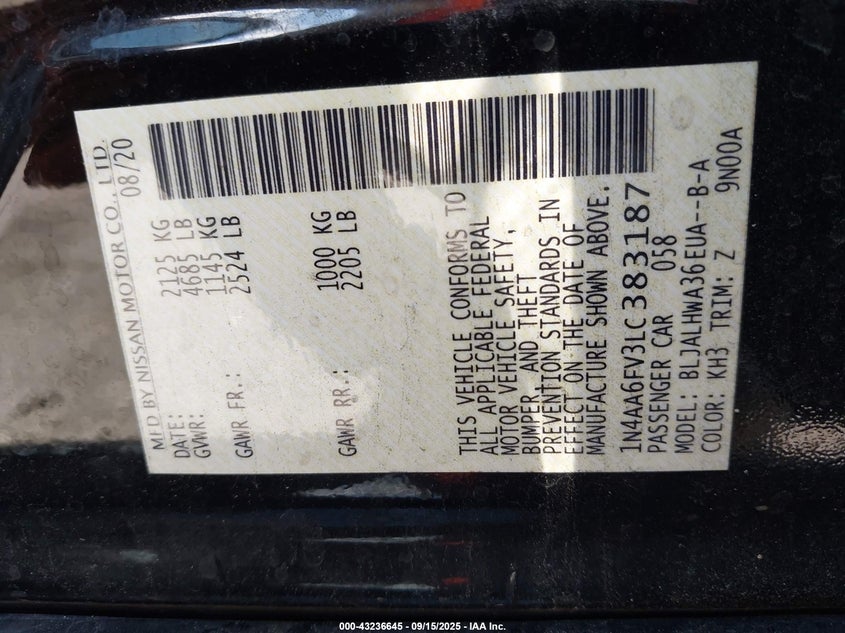 MFD BY NISSAN MOTOR CO., LTD.
DATE: 08/20
GVWR: 2125 KG
4685 LB
GAWR FR.: 1145 KG
2524 LB
GAWR RR.: 1000 KG
2205 LB
THIS VEHICLE CONFORMS TO
ALL APPLICABLE FEDERAL
MOTOR VEHICLE SAFETY,
BUMPER AND THEFT
PREVENTION STANDARDS IN
EFFECT ON THE DATE OF
MANUFACTURE SHOWN ABOVE.
1N4AA6FV3LC383187
PASSENGER CAR 058
MODEL: BLJALHWA36EUA--B-A
COLOR: KH3 TRIM: Z 9N00A
000-43236645 - 09/15/2025 - IAA Inc.